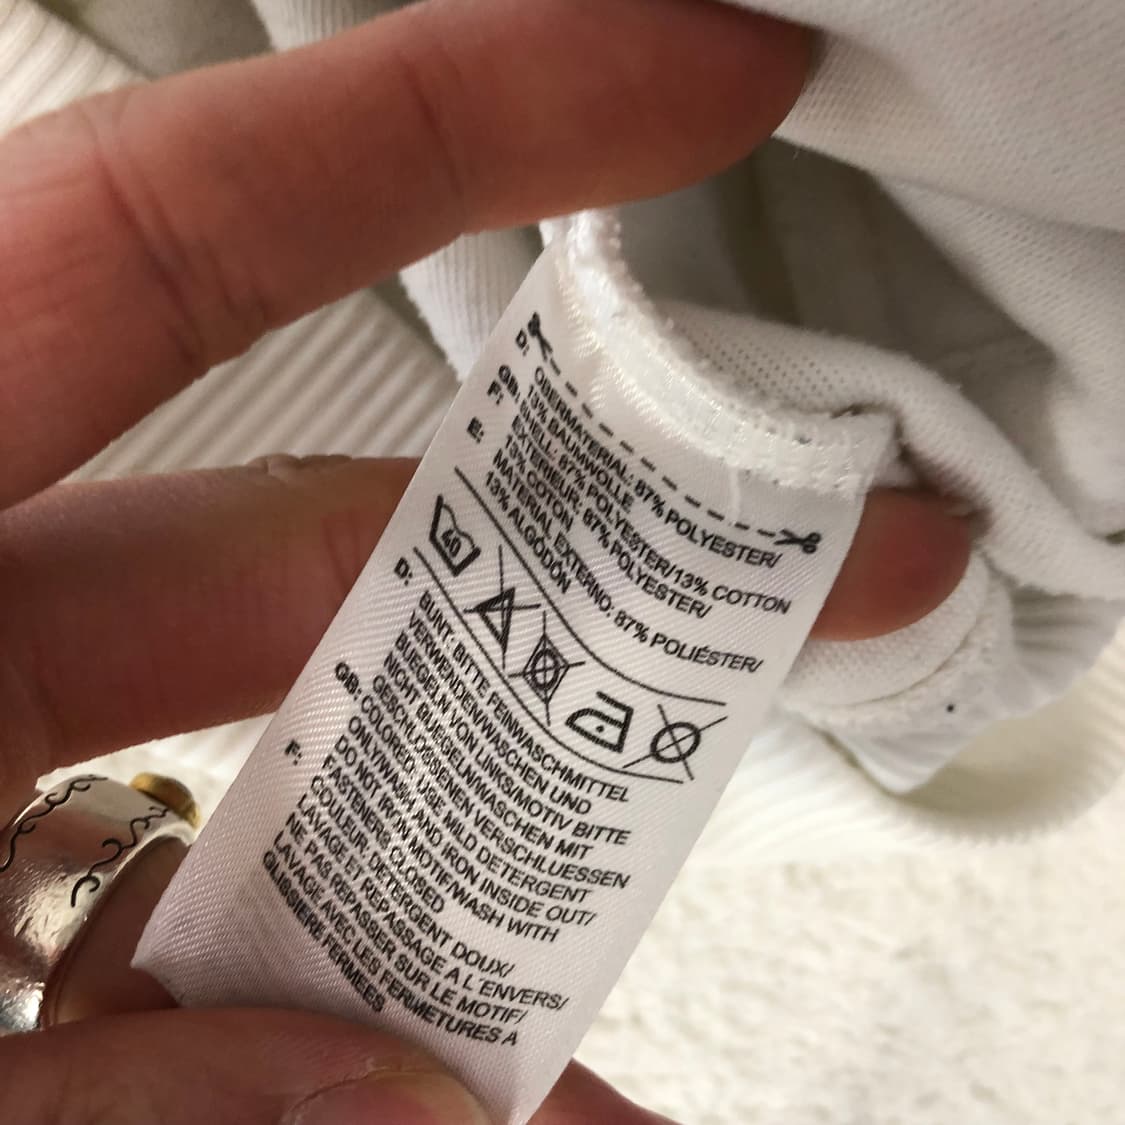 D: OBERMATERIAL: 87% POLYESTER/
13% BAUMWOLLE
GB: SHELL: 87% POLYESTER/13% COTTON
F: EXTÉRIEUR: 87% POLYESTER/
13% COTON
E: MATERIAL EXTERNO: 87% POLIÉSTER/
13% ALGODÓN
40
D: BUNT: BITTE FEINWASCHMITTEL
VERWENDEN/WASCHEN UND
BUEGELN VON LINKS/MOTIV BITTE
NICHT BUEGELN/WASCHEN MIT
GESCHLOSSENEN VERSCHLUESSEN
GB: COLORED: USE MILD DETERGENT
ONLY/WASH AND IRON INSIDE OUT/
DO NOT IRON MOTIF/WASH WITH
FASTENERS CLOSED
F: COULEUR: DETERGENT DOUX/
LAVAGE ET REPASSAGE A L'ENVERS/
NE PAS REPASSER SUR LE MOTIF/
LAVAGE AVEC LES FERMETURES A
GLISSIERE FERMEES